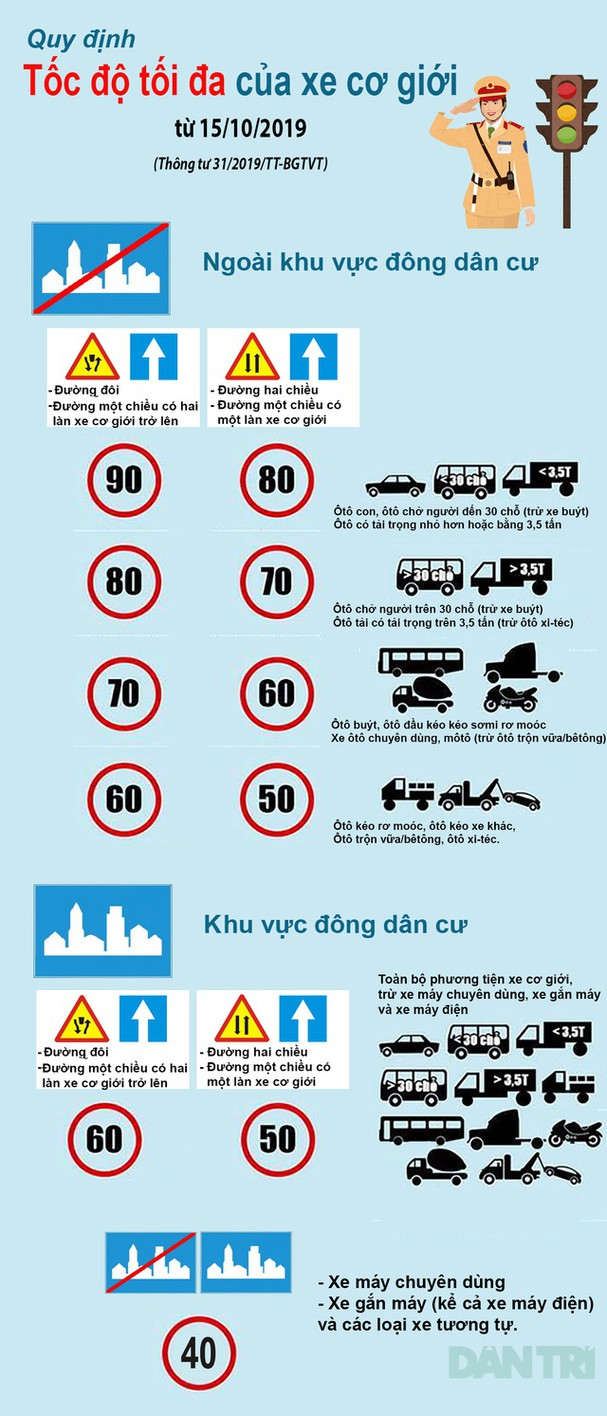 Quy định
Tốc độ tối đa của xe cơ giới
từ 15/10/2019
(Thông tư 31/2019/TT-BGTVT)
Ngoài khu vực đông dân cư
- Đường đôi
-Đường một chiều có hai
làn xe cơ giới trở lên
- Đường hai chiều
- Đường một chiều có
một làn xe cơ giới
90
80
<30 chỗ
<3,5T
Ôtô con, ôtô chở người đến 30 chỗ (trừ xe buýt)
Ôtô có tải trọng nhỏ hơn hoặc bằng 3,5 tấn
80
70
>30 chỗ
>3.5T
Ôtô chở người trên 30 chỗ (trừ xe buýt)
Ôtô tải có tải trọng trên 3,5 tấn (trừ ôtô xi-téc)
70
60
Ôtô buýt, ôtô đầu kéo kéo sơmi rơ moóc
Xe ôtô chuyên dùng, môtô (trừ ôtô trộn vữa/bêtông)
60
50
Ôtô kéo rơ moóc, ôtô kéo xe khác,
Ôtô trộn vữa/bêtông, ôtô xi-téc.
Khu vực đông dân cư
Toàn bộ phương tiện xe cơ giới,
trừ xe máy chuyên dùng, xe gắn máy
và xe máy điện
- Đường đôi
-Đường một chiều có hai
làn xe cơ giới trở lên
- Đường hai chiều
- Đường một chiều có
một làn xe cơ giới
<30 chỗ
<3,5T
>30 chỗ
>3.5T
60
50
- Xe máy chuyên dùng
- Xe gắn máy (kể cả xe máy điện)
và các loại xe tương tự.
40
DÂN TRÍ